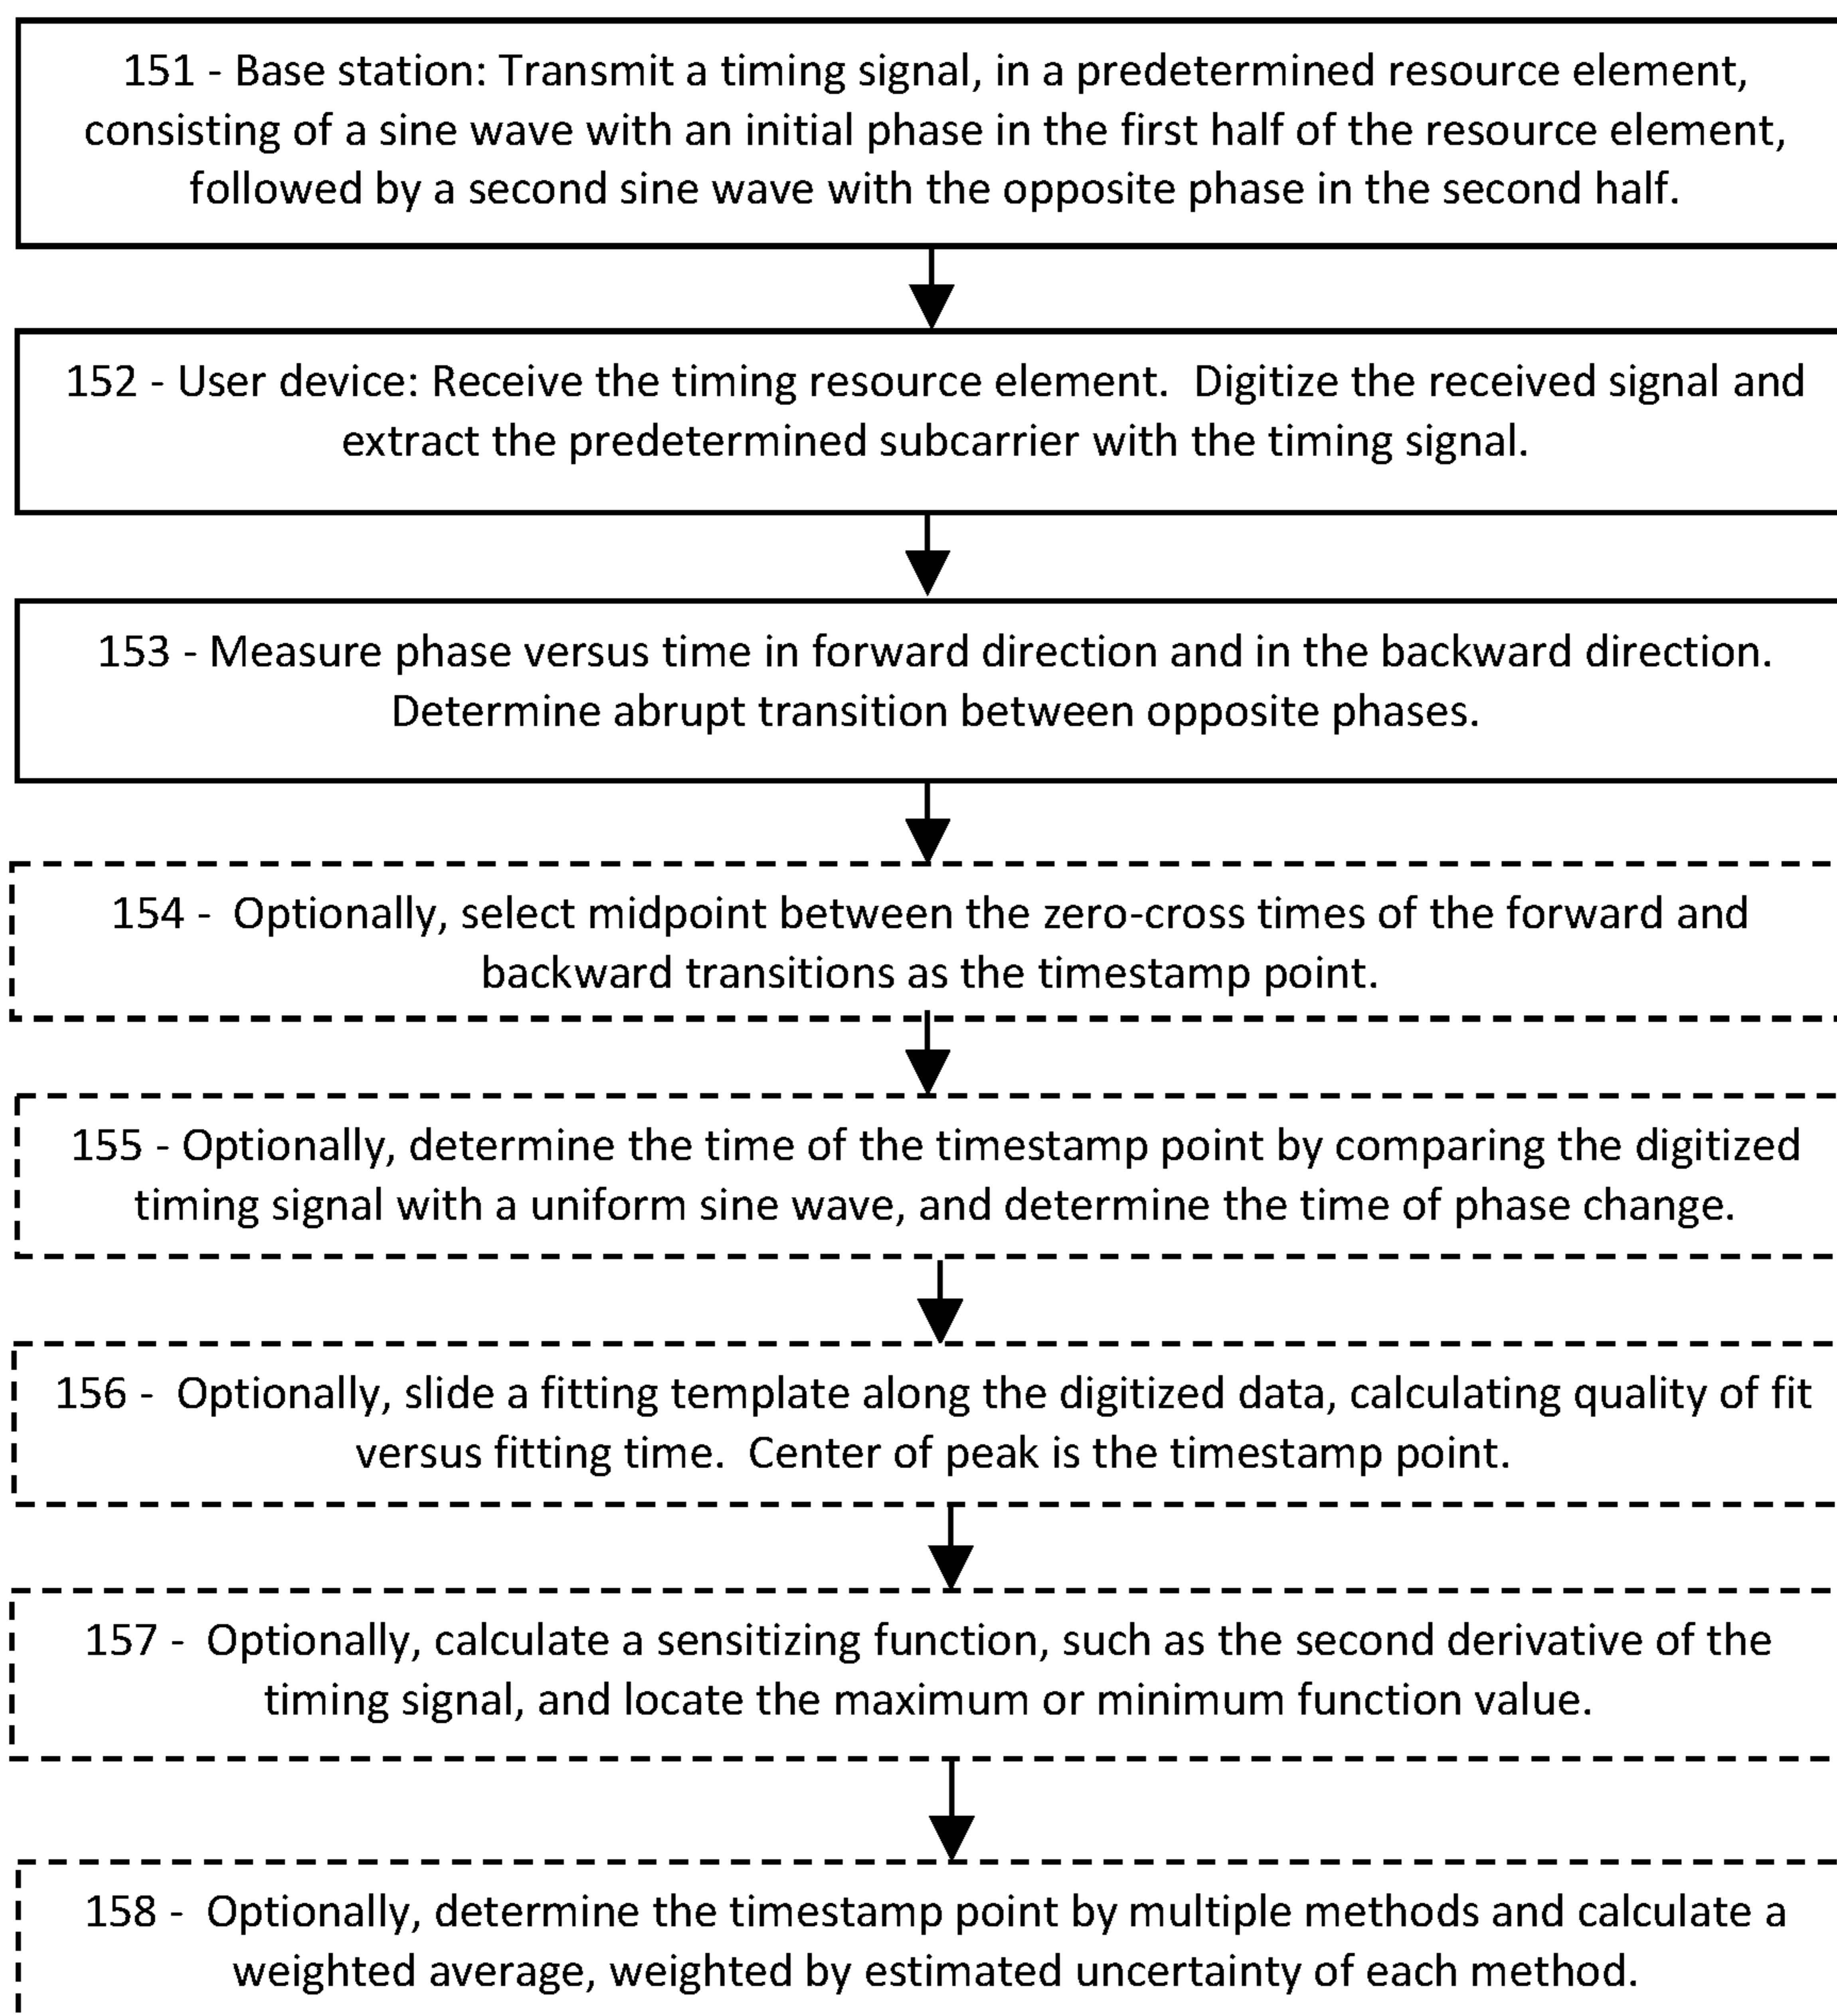 151 - Base station: Transmit a timing signal, in a predetermined resource element,
consisting of a sine wave with an initial phase in the first half of the resource element,
followed by a second sine wave with the opposite phase in the second half.
152 - User device: Receive the timing resource element.  Digitize the received signal and
extract the predetermined subcarrier with the timing signal.
153 - Measure phase versus time in forward direction and in the backward direction.
Determine abrupt transition between opposite phases.
154 -  Optionally, select midpoint between the zero-cross times of the forward and
backward transitions as the timestamp point.
155 - Optionally, determine the time of the timestamp point by comparing the digitized
timing signal with a uniform sine wave, and determine the time of phase change.
156 -  Optionally, slide a fitting template along the digitized data, calculating quality of fit
versus fitting time.  Center of peak is the timestamp point.
157 -  Optionally, calculate a sensitizing function, such as the second derivative of the
timing signal, and locate the maximum or minimum function value.
158 -  Optionally, determine the timestamp point by multiple methods and calculate a
weighted average, weighted by estimated uncertainty of each method.